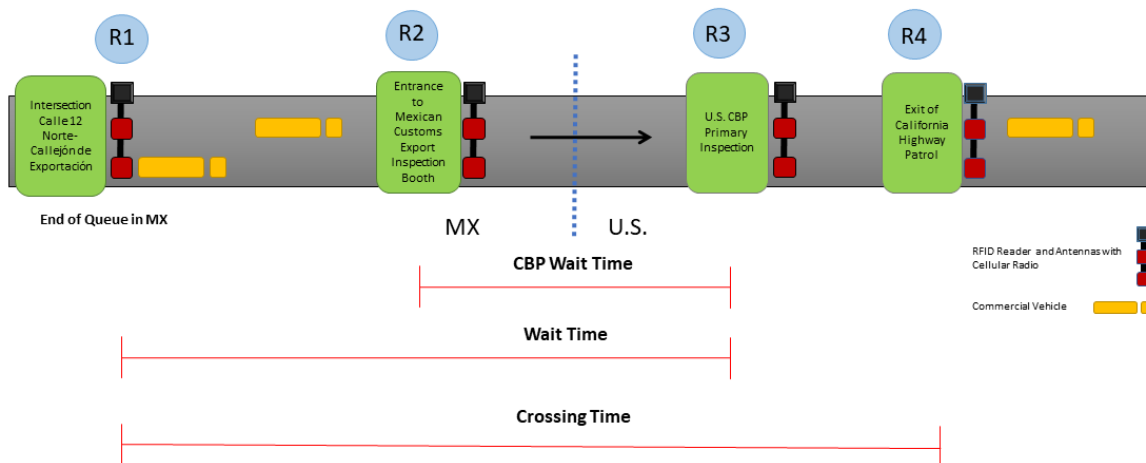 R1
R2
R3
R4
Intersection
Calle 12
Norte-
Callejón de
Exportación
Entrance
to
Mexican
Customs
Export
Inspection
Booth
U.S. CBP
Primary
Inspection
Exit of
California
Highway
Patrol
End of Queue in MX
MX
U.S.
RFID Reader and Antennas with
Cellular Radio
Commercial Vehicle
CBP Wait Time
Wait Time
Crossing Time